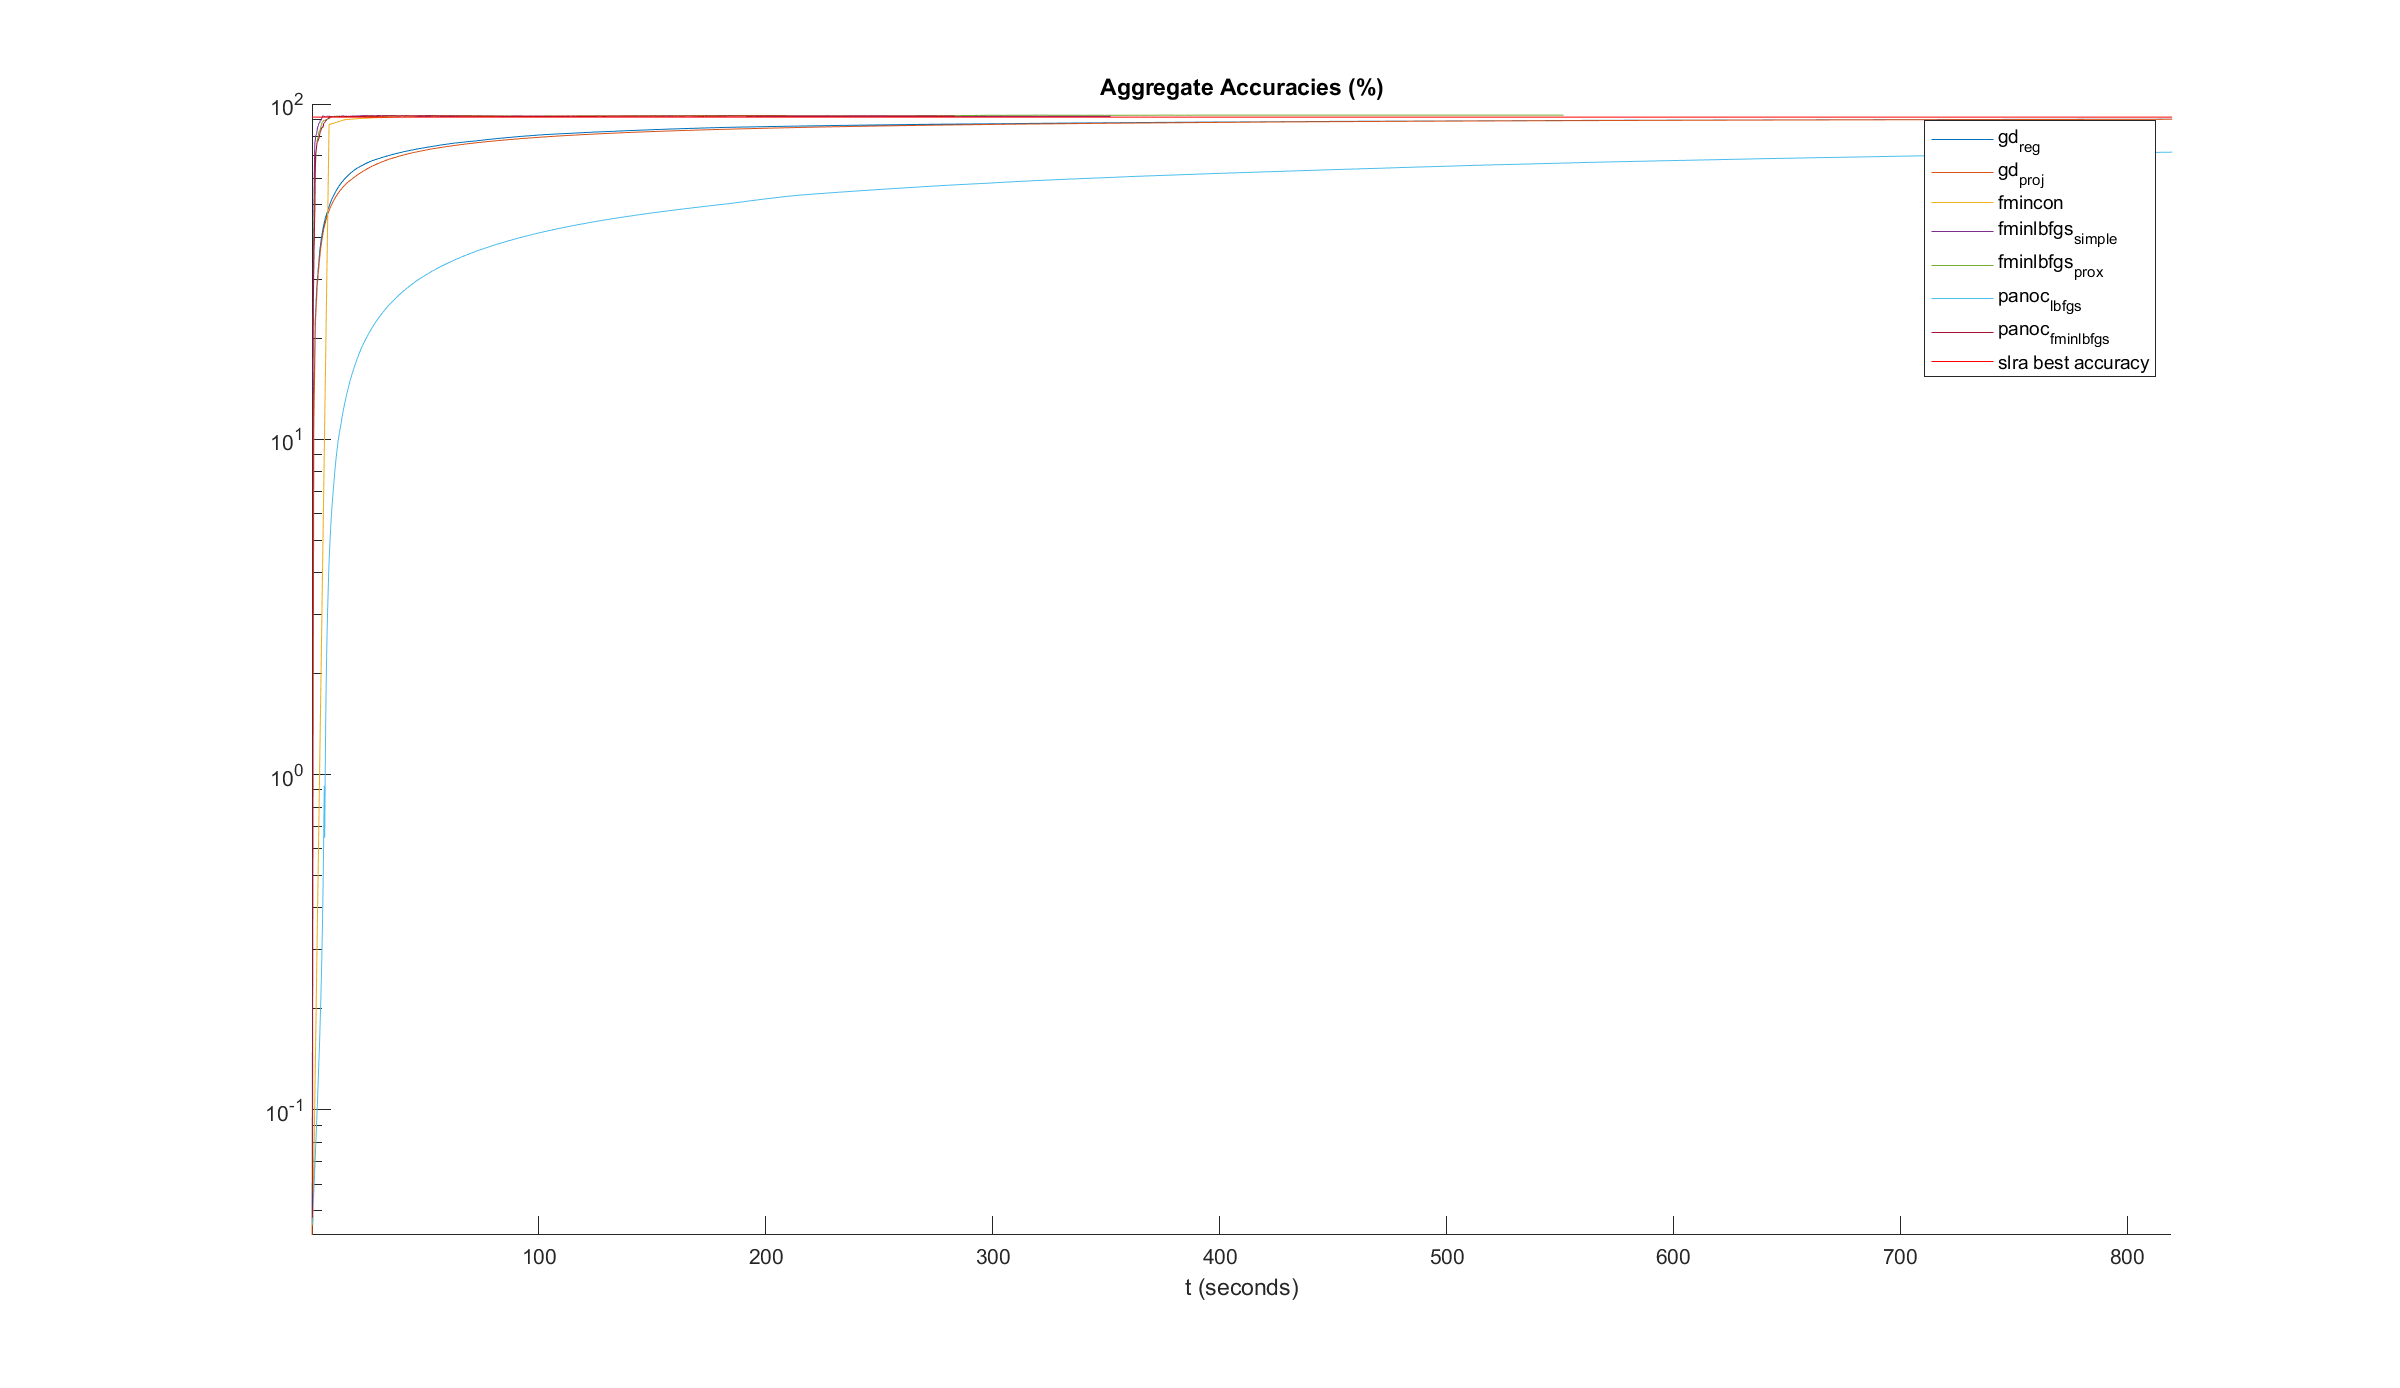 Aggregate Accuracies (%)
10^2
10^1
10^0
10^-1
100 200 300 400 500 600 700 800
t (seconds)
gd_reg
gd_proj
fmincon
fminlbfgs_simple
fminlbfgs_prox
panoc_lbfgs
panoc_fminlbfgs
slra best accuracy